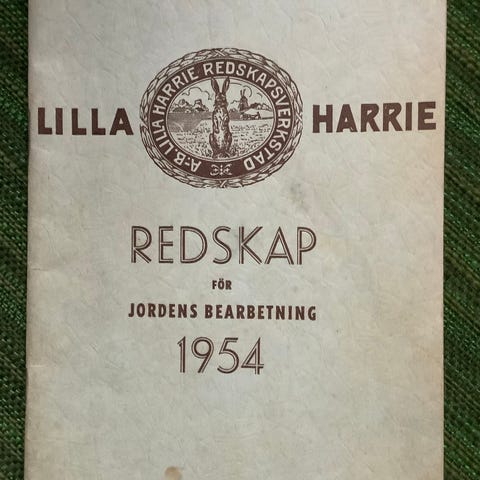 LILLA HARRIE
A-B. LILLA HARRIE REDSKAPSVERKSTAD
REDSKAP
FÖR
JORDENS BEARBETNING
1954